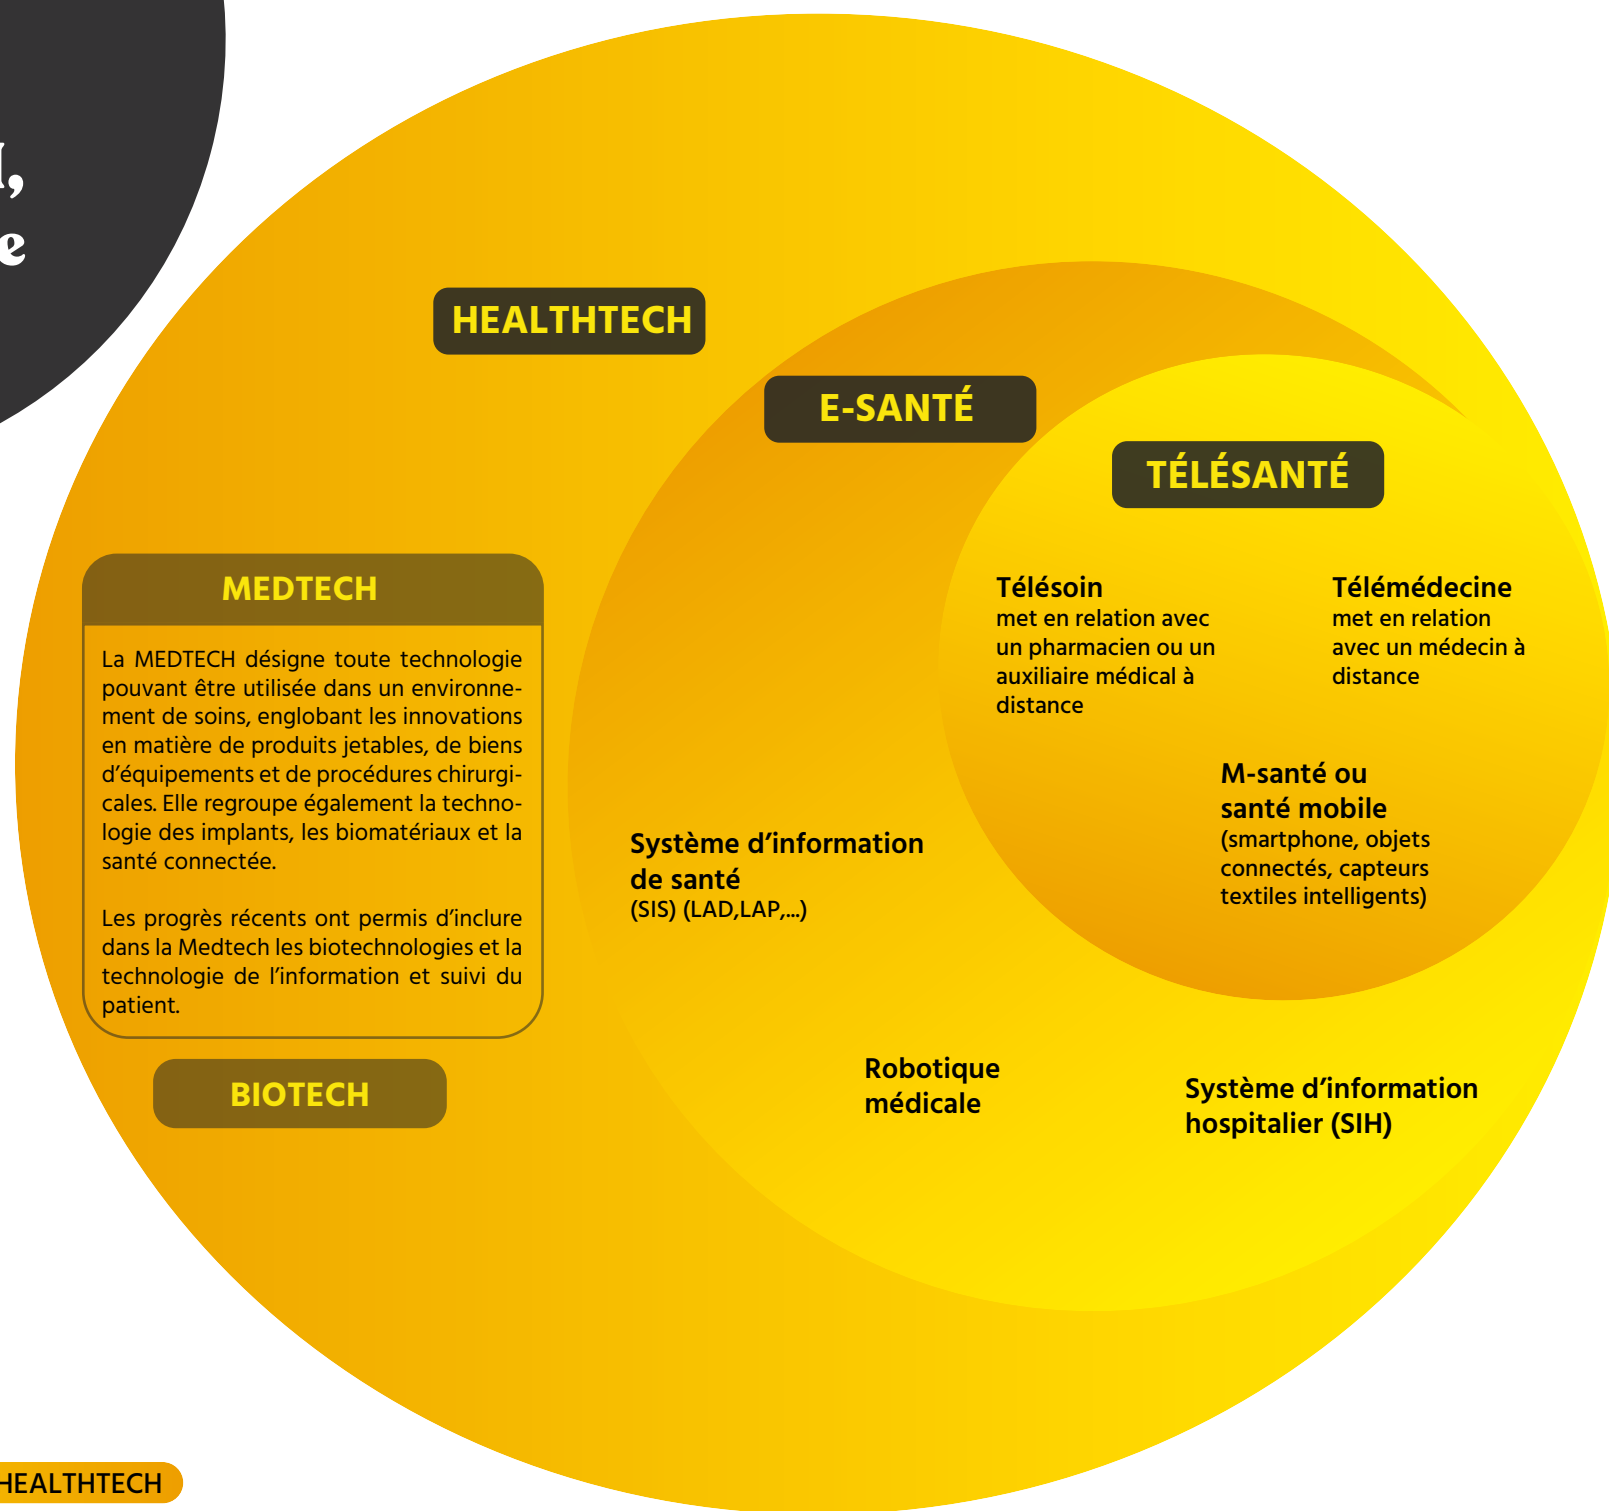 HEALTHTECH
E-SANTÉ
TÉLÉSANTÉ
MEDTECH
La MEDTECH désigne toute technologie
pouvant être utilisée dans un environne-
ment de soins, englobant les innovations
en matière de produits jetables, de biens
d’équipements et de procédures chirurgi-
cales. Elle regroupe également la techno-
logie des implants, les biomatériaux et la
santé connectée.
Les progrès récents ont permis d’inclure
dans la Medtech les biotechnologies et la
technologie de l’information et suivi du
patient.
BIOTECH
Télésoin
met en relation avec
un pharmacien ou un
auxiliaire médical à
distance
Télémédecine
met en relation
avec un médecin à
distance
M-santé ou
santé mobile
(smartphone, objets
connectés, capteurs
textiles intelligents)
Système d’information
de santé
(SIS) (LAD,LAP,...)
Robotique
médicale
Système d’information
hospitalier (SIH)
HEALTHTECH